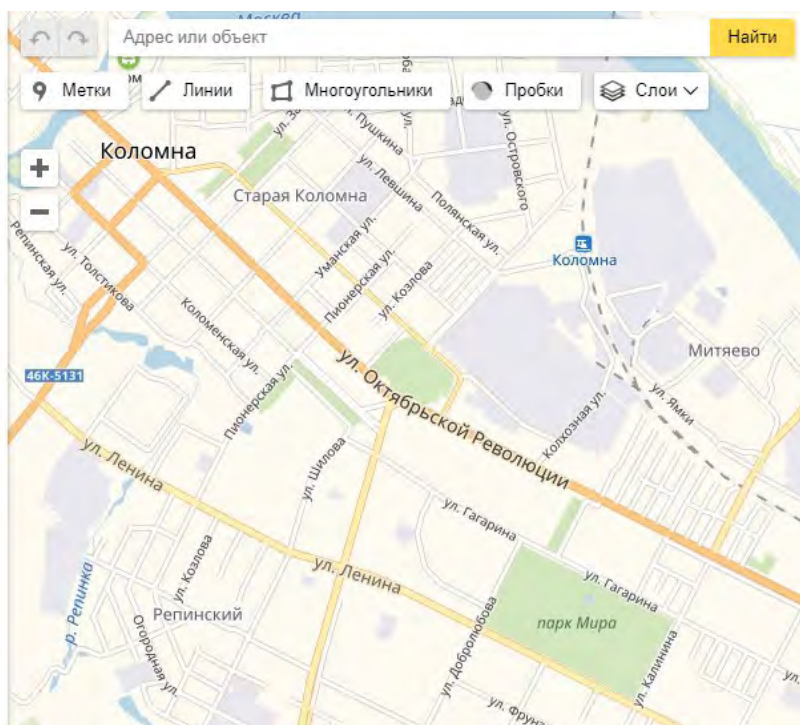 Москва
Адрес или объект
Найти
Метки
Линии
Многоугольники
Пробки
Слои
Коломна
ул. Пушкина
ул. Левшина
ул. Островского
Старая Коломна
Полянская ул.
Уманская ул.
Пионерская ул.
ул. Козлова
Коломна
Репинская ул.
ул. Толстикова
Коломенская ул.
Митяево
46К-5131
Пионерская ул.
ул. Октябрьской Революции
ул. Ямки
Колхозная ул.
ул. Ленина
ул. Шилова
ул. Гагарина
ул. Козлова
ул. Ленина
ул. Гагарина
р. Репинка
Репинский
парк Мира
Огородная ул.
ул. Добролюбова
ул. Калинина